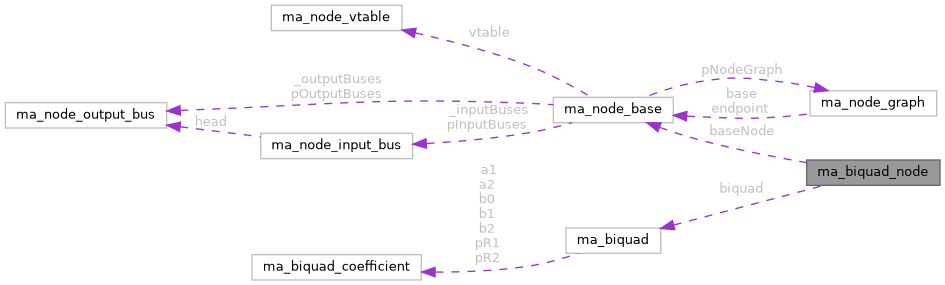 ma_node_vtable
vtable
_outputBuses
pOutputBuses
pNodeGraph
ma_node_output_bus
ma_node_base
ma_node_graph
base
endpoint
_inputBuses
pInputBuses
head
baseNode
ma_node_input_bus
ma_biquad_node
a1
a2
b0
b1
b2
pR1
pR2
biquad
ma_biquad
ma_biquad_coefficient